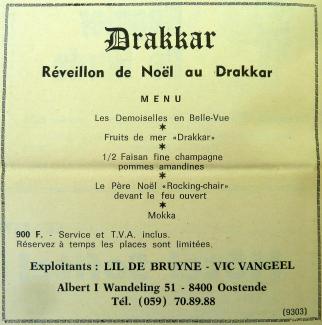 Drakkar
Réveillon de Noël au Drakkar
MENU
Les Demoiselles en Belle-Vue
✱
Fruits de mer «Drakkar»
✱
1/2 Faisan fine champagne
pommes amandines
✱
Le Père Noël «Rocking-chair»
devant le feu ouvert
✱
Mokka
900 F. - Service et T.V.A. inclus.
Réservez à temps les places sont limitées.
Exploitants : LIL DE BRUYNE - VIC VANGEEL
Albert I Wandeling 51 - 8400 Oostende
Tél. (059) 70.89.88
(9303)